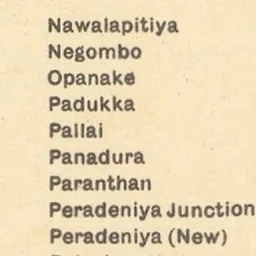 Nawalapitiya
Negombo
Opanake
Padukka
Pallai
Panadura
Paranthan
Peradeniya Junction
Peradeniya (New)